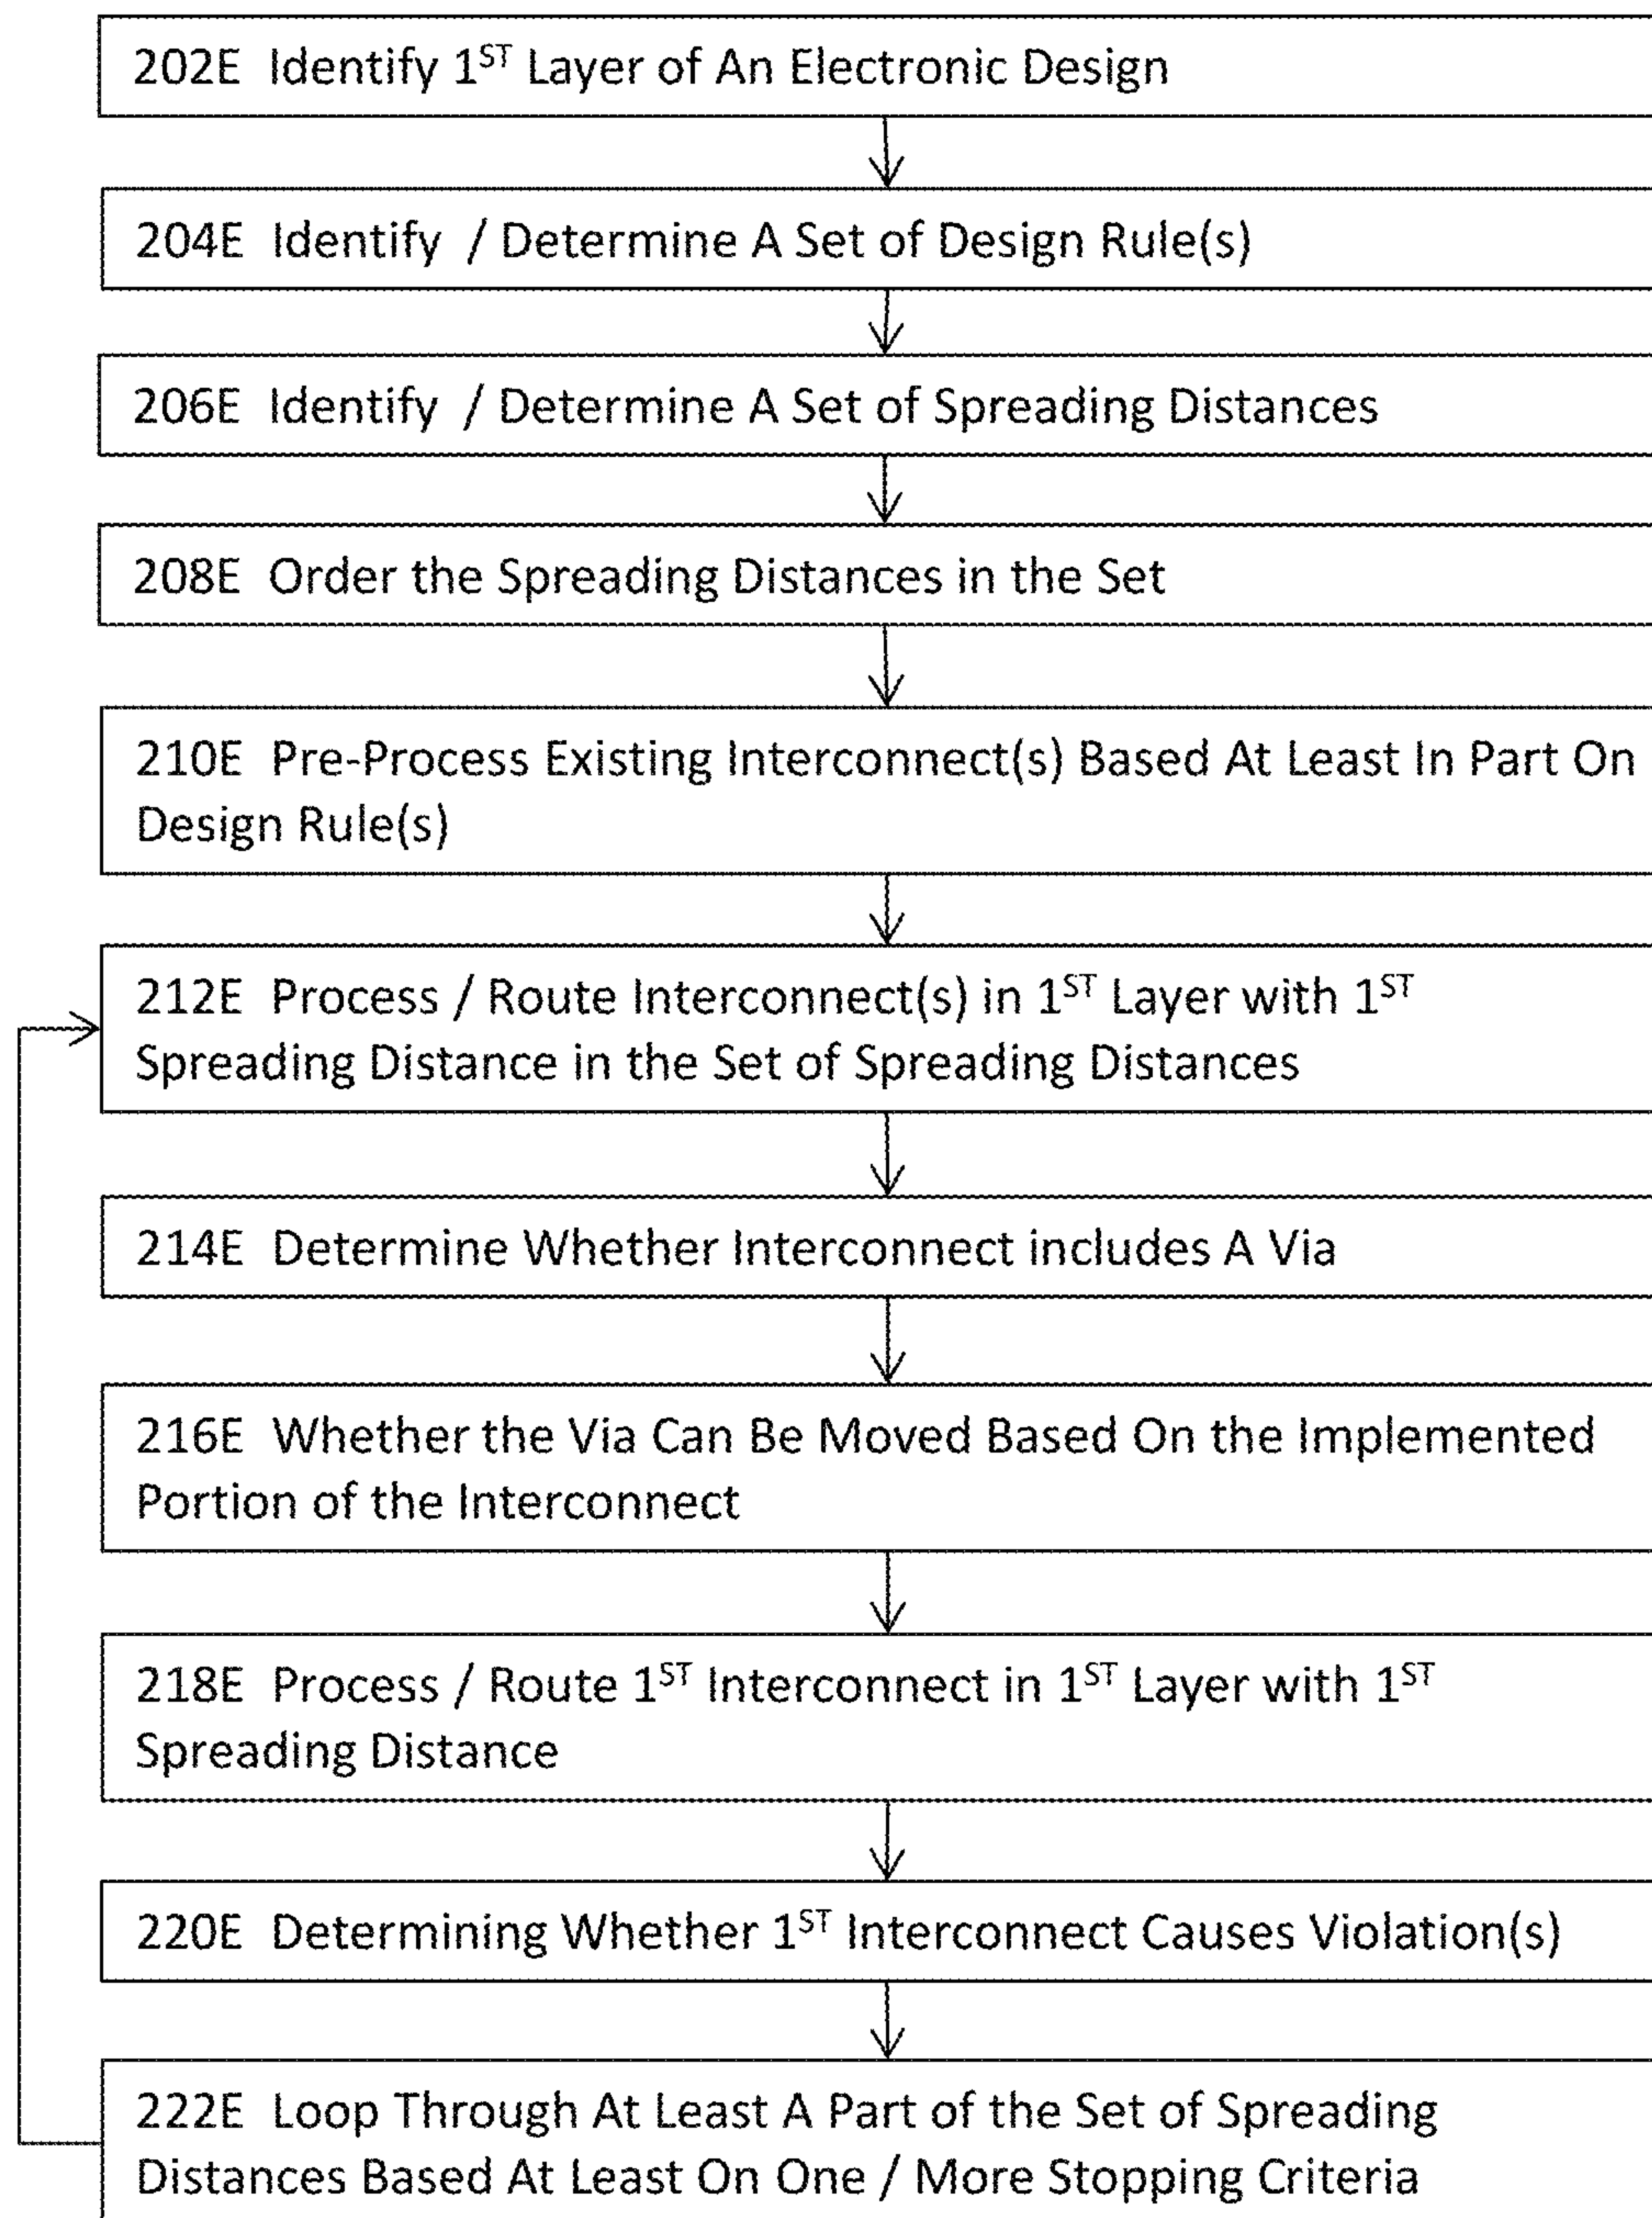 202E Identify 1ST Layer of An Electronic Design
204E Identify / Determine A Set of Design Rule(s)
206E Identify / Determine A Set of Spreading Distances
208E Order the Spreading Distances in the Set
210E Pre-Process Existing Interconnect(s) Based At Least In Part On
Design Rule(s)
212E Process / Route Interconnect(s) in 1ST Layer with 1ST
Spreading Distance in the Set of Spreading Distances
214E Determine Whether Interconnect includes A Via
216E Whether the Via Can Be Moved Based On the Implemented
Portion of the Interconnect
218E Process / Route 1ST Interconnect in 1ST Layer with 1ST
Spreading Distance
220E Determining Whether 1ST Interconnect Causes Violation(s)
222E Loop Through At Least A Part of the Set of Spreading
Distances Based At Least On One / More Stopping Criteria